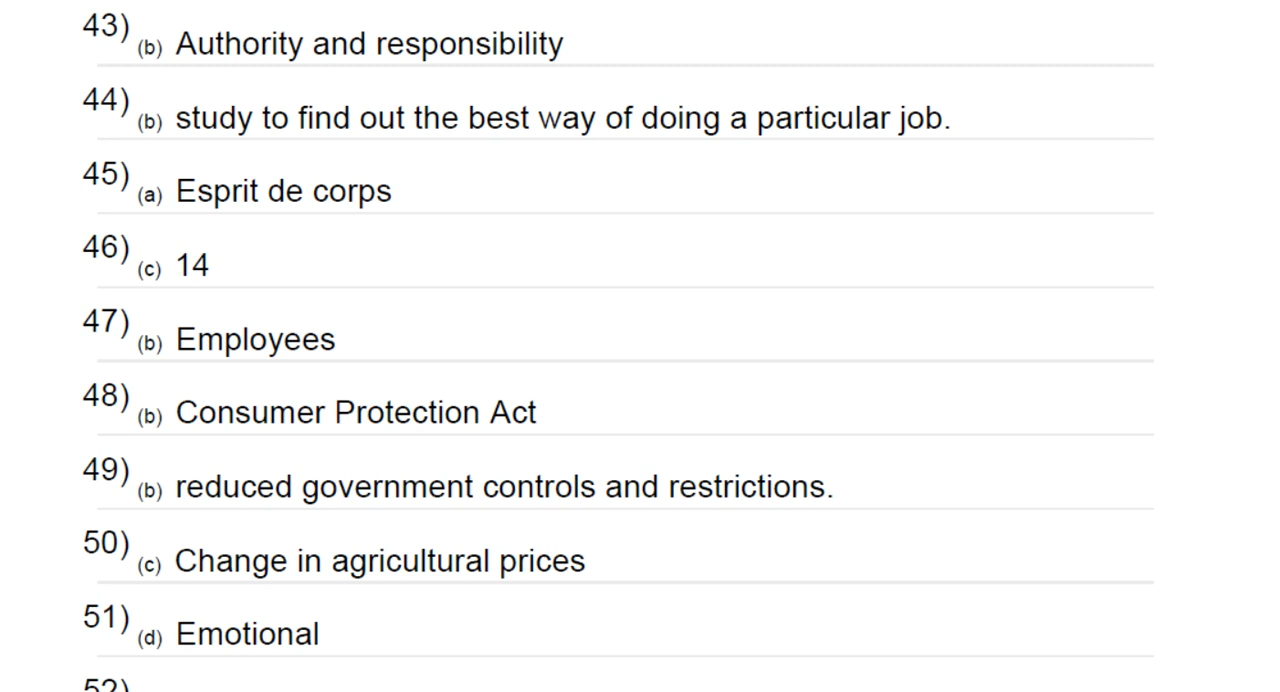 43) (b) Authority and responsibility
44) (b) study to find out the best way of doing a particular job.
45) (a) Esprit de corps
46) (c) 14
47) (b) Employees
48) (b) Consumer Protection Act
49) (b) reduced government controls and restrictions.
50) (c) Change in agricultural prices
51) (d) Emotional
52)